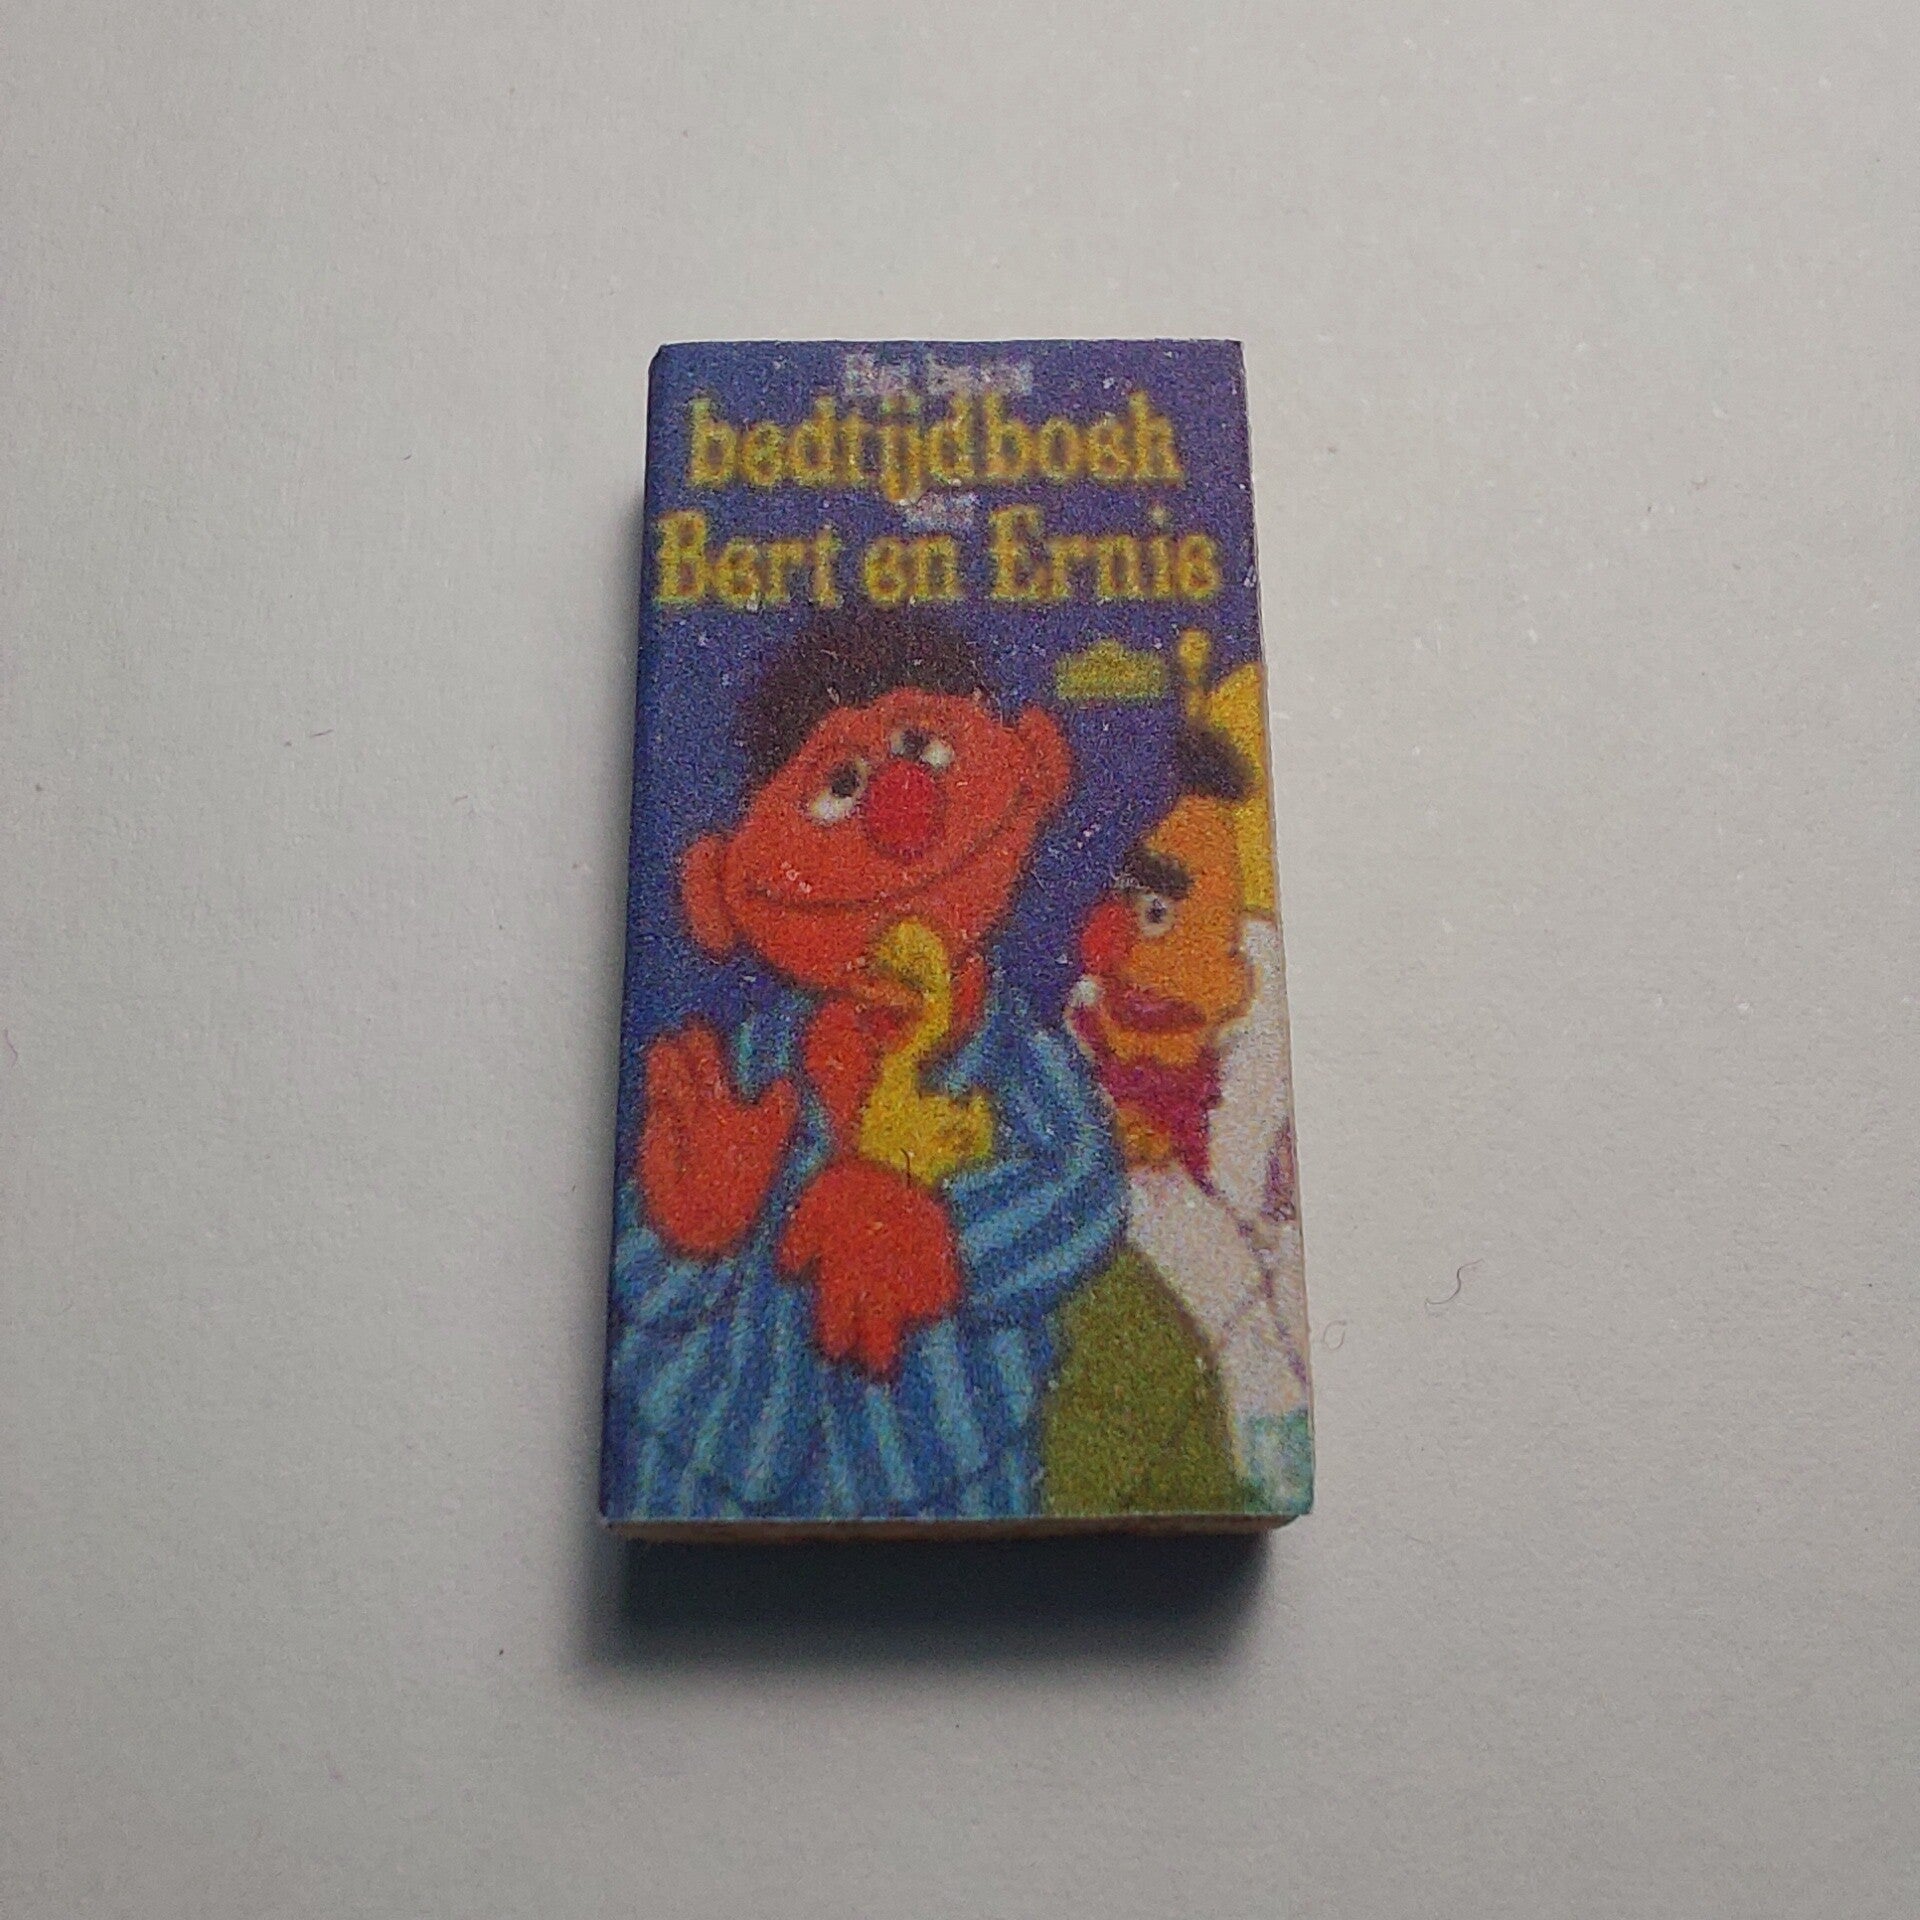 bedtijdboek
Bert en Ernie